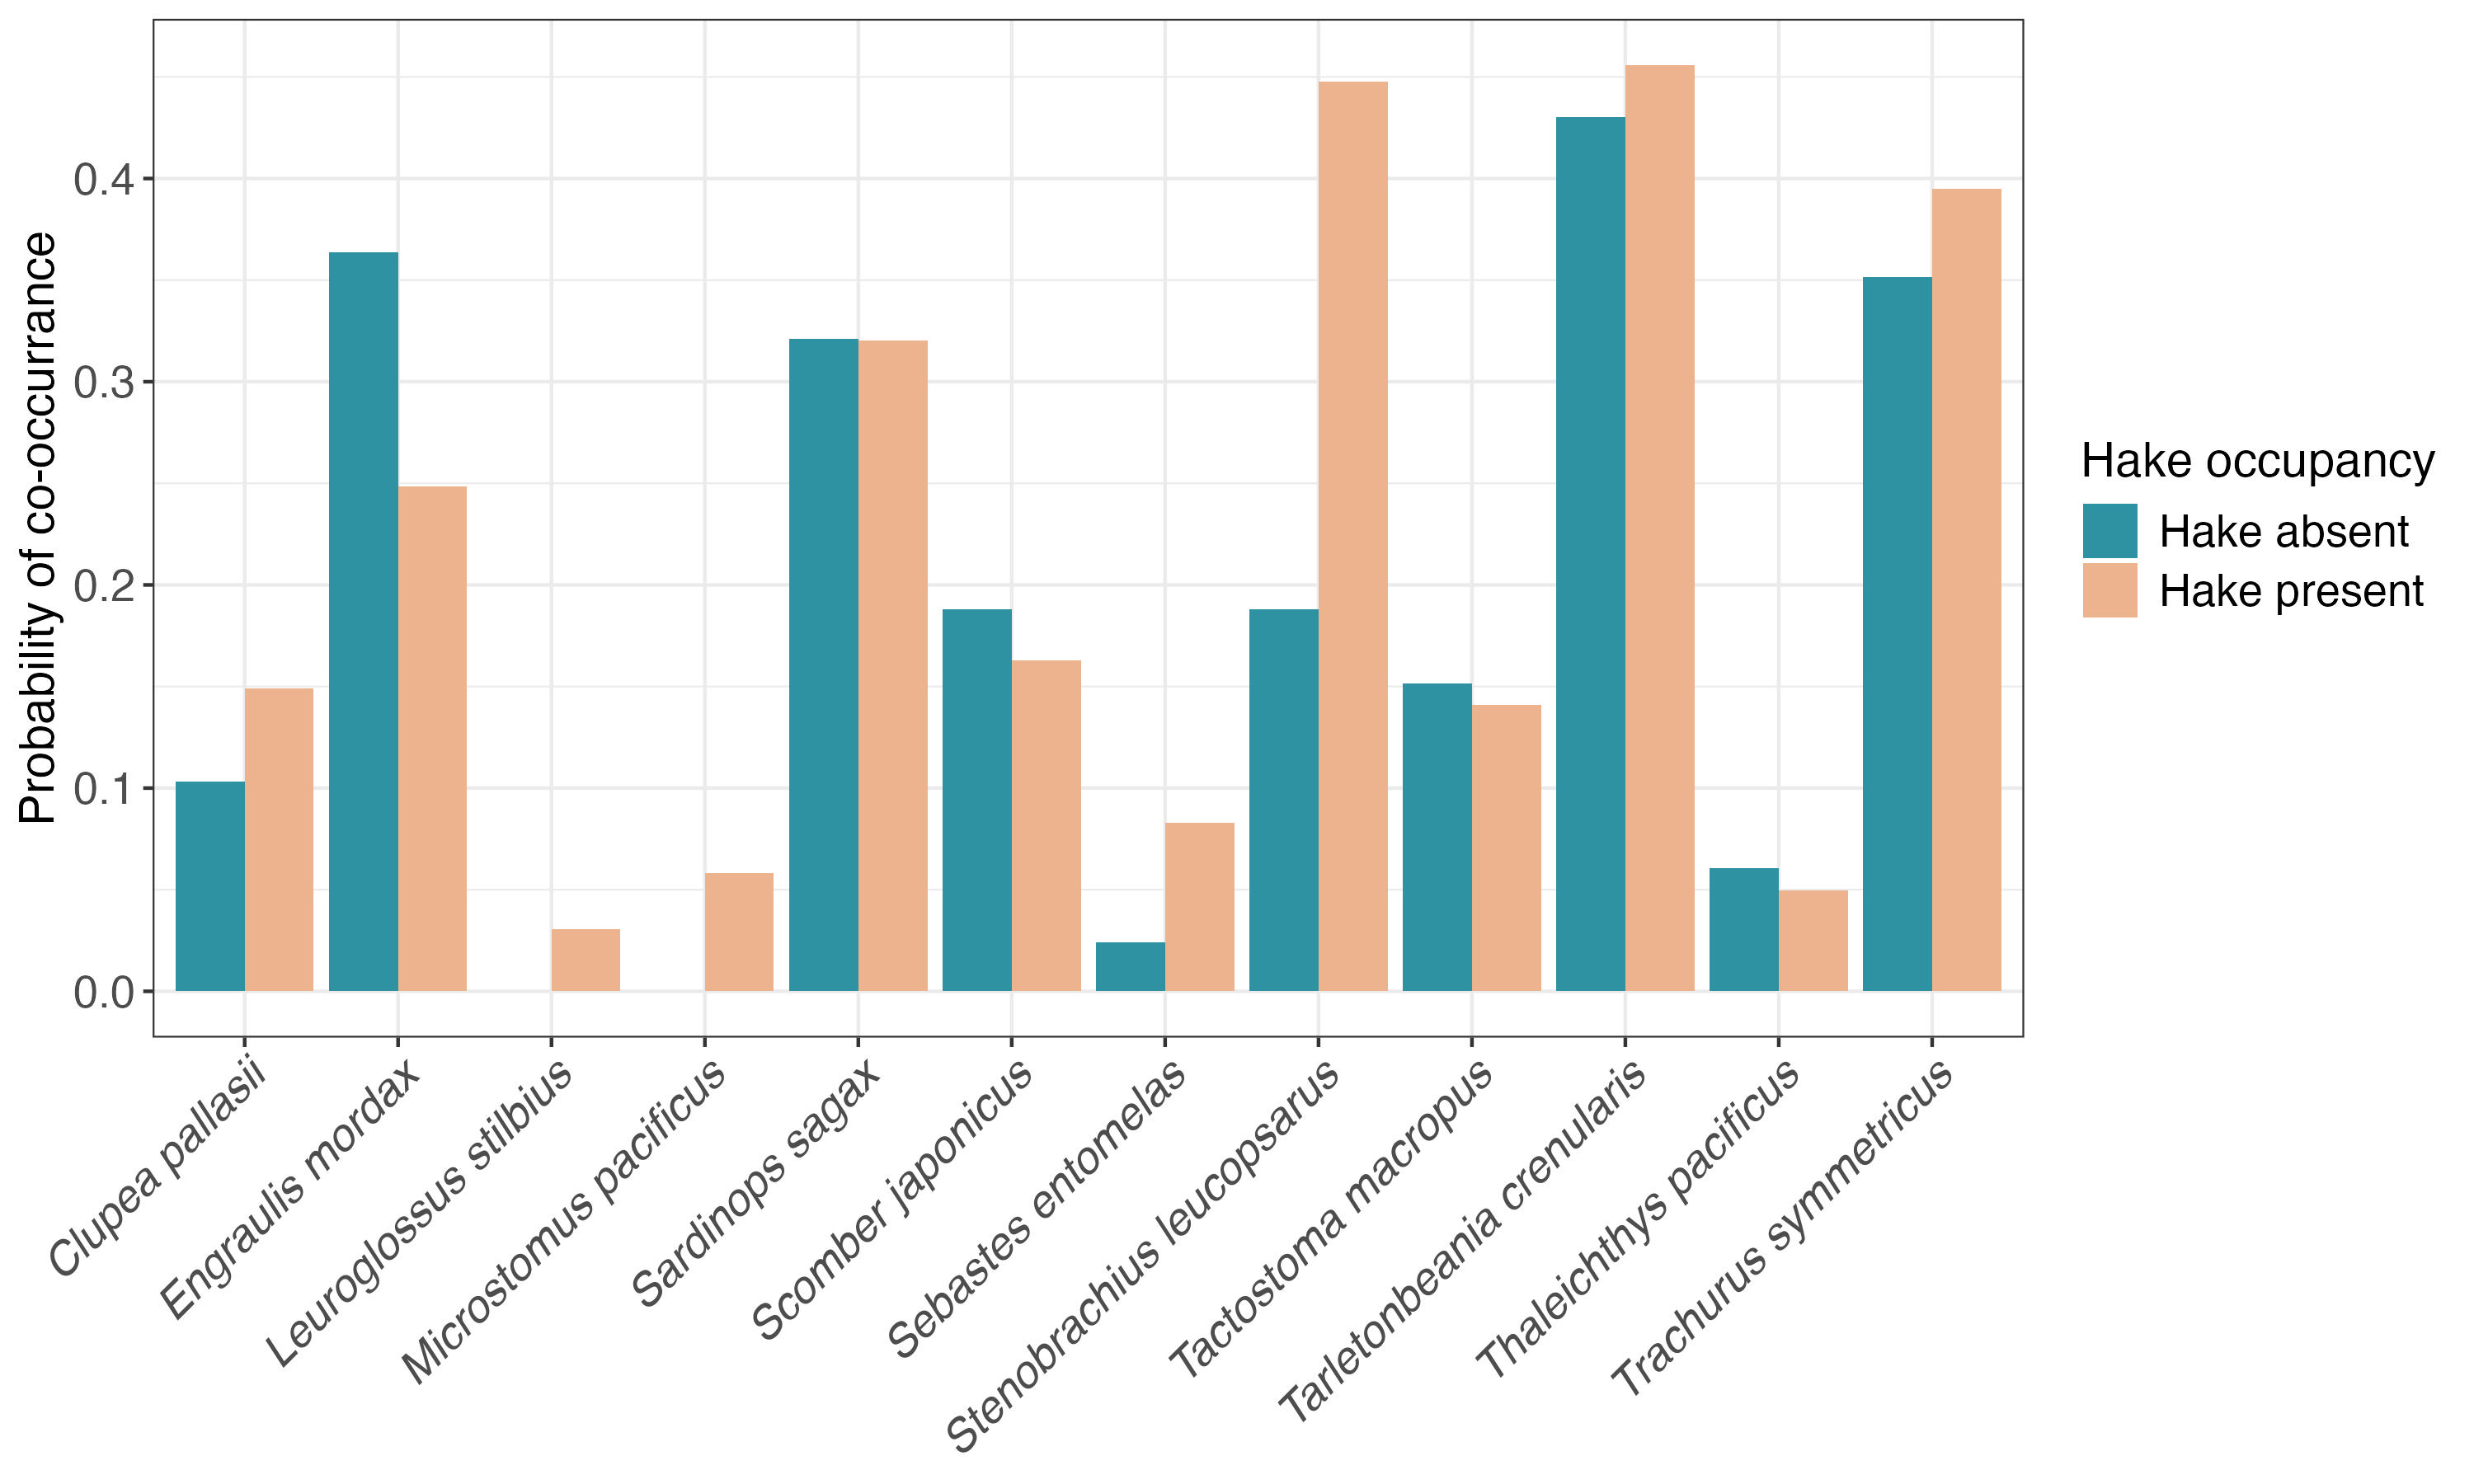 Probability of co-occurrance
0.4
0.3
0.2
0.1
0.0
Clupea pallasii
Engraulis mordax
Leuroglossus stilbius
Microstomus pacificus
Sardinops sagax
Scomber japonicus
Sebastes entomelas
Stenobrachius leucopsarus
Tactostoma macropus
Tarletonbeania crenularis
Thaleichthys pacificus
Trachurus symmetricus
Hake occupancy
Hake absent
Hake present